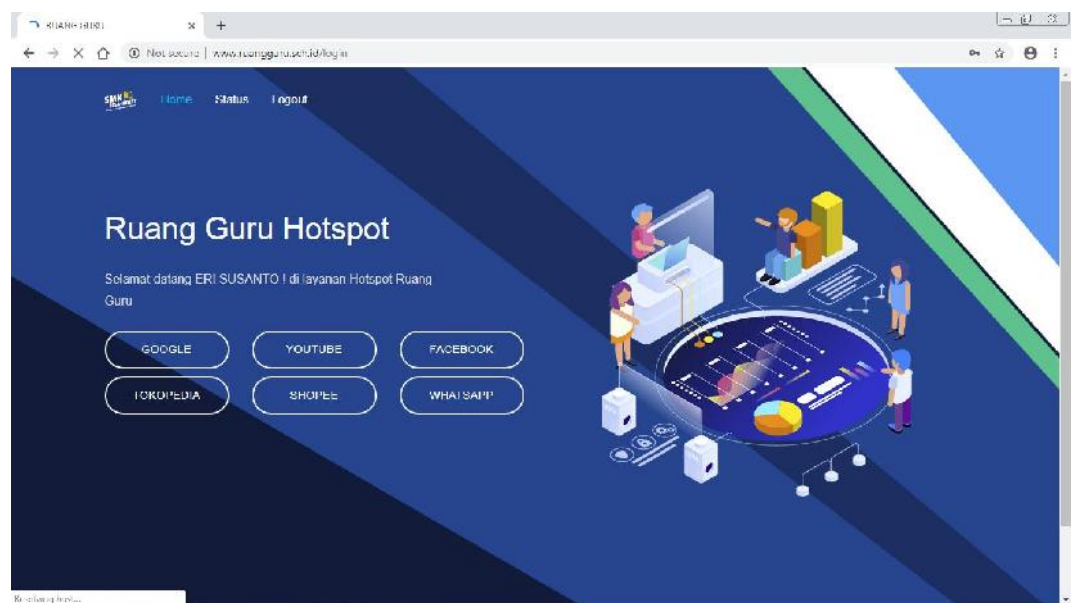 RUANG GURU
Not secure | www.ruangguru.sch.id/login
SMK
Home Status Logout
Ruang Guru Hotspot
Selamat datang ERI SUSANTO ! di layanan Hotspot Ruang
Guru
GOOGLE YOUTUBE FACEBOOK
TOKOPEDIA SHOPEE WHATSAPP